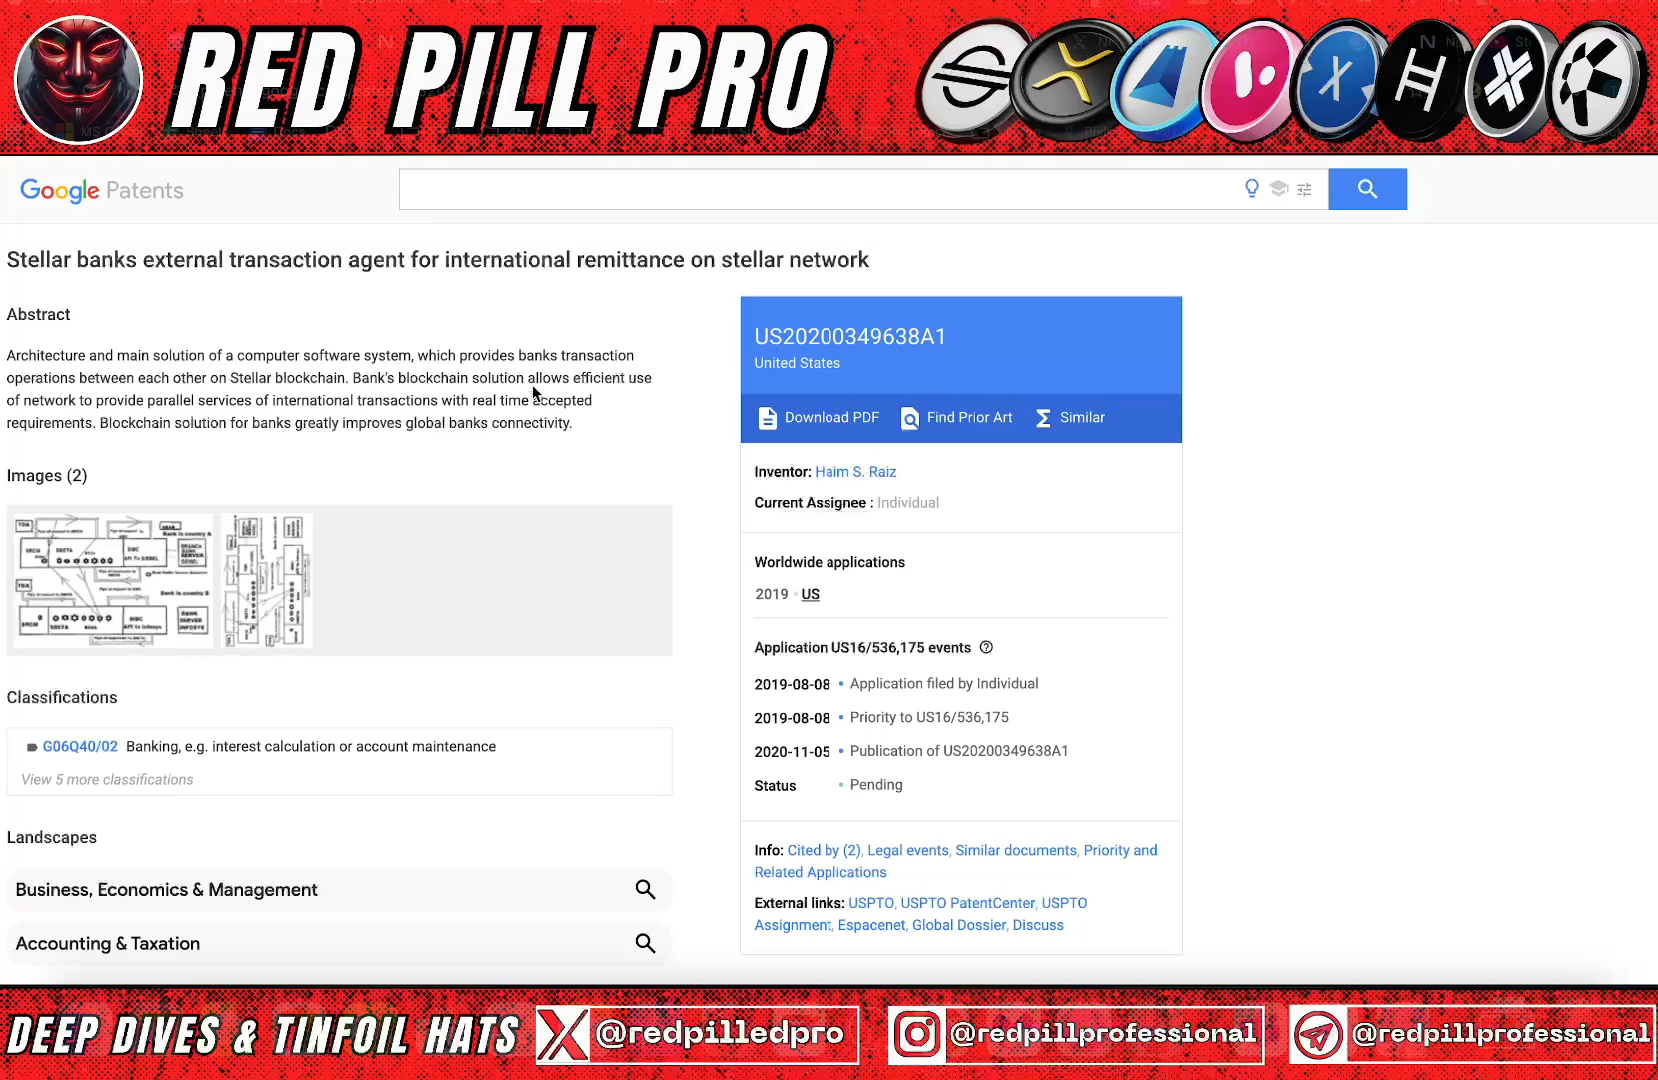 RED PILL PRO
Google Patents
Stellar banks external transaction agent for international remittance on stellar network
Abstract
Architecture and main solution of a computer software system, which provides banks transaction
operations between each other on Stellar blockchain. Bank's blockchain solution allows efficient use
of network to provide parallel services of international transactions with real time accepted
requirements. Blockchain solution for banks greatly improves global banks connectivity.
Images (2)
Classifications
G06Q40/02 Banking, e.g. interest calculation or account maintenance
View 5 more classifications
Landscapes
Business, Economics & Management
Accounting & Taxation
US20200349638A1
United States
Download PDF Find Prior Art Similar
Inventor: Haim S. Raiz
Current Assignee : Individual
Worldwide applications
2019 US
Application US16/536,175 events
2019-08-08 Application filed by Individual
2019-08-08 Priority to US16/536,175
2020-11-05 Publication of US20200349638A1
Status Pending
Info: Cited by (2), Legal events, Similar documents, Priority and
Related Applications
External links: USPTO, USPTO PatentCenter, USPTO
Assignment, Espacenet, Global Dossier, Discuss
DEEP DIVES & TINFOIL HATS
@redpilledpro
@redpillprofessional
@redpillprofessional